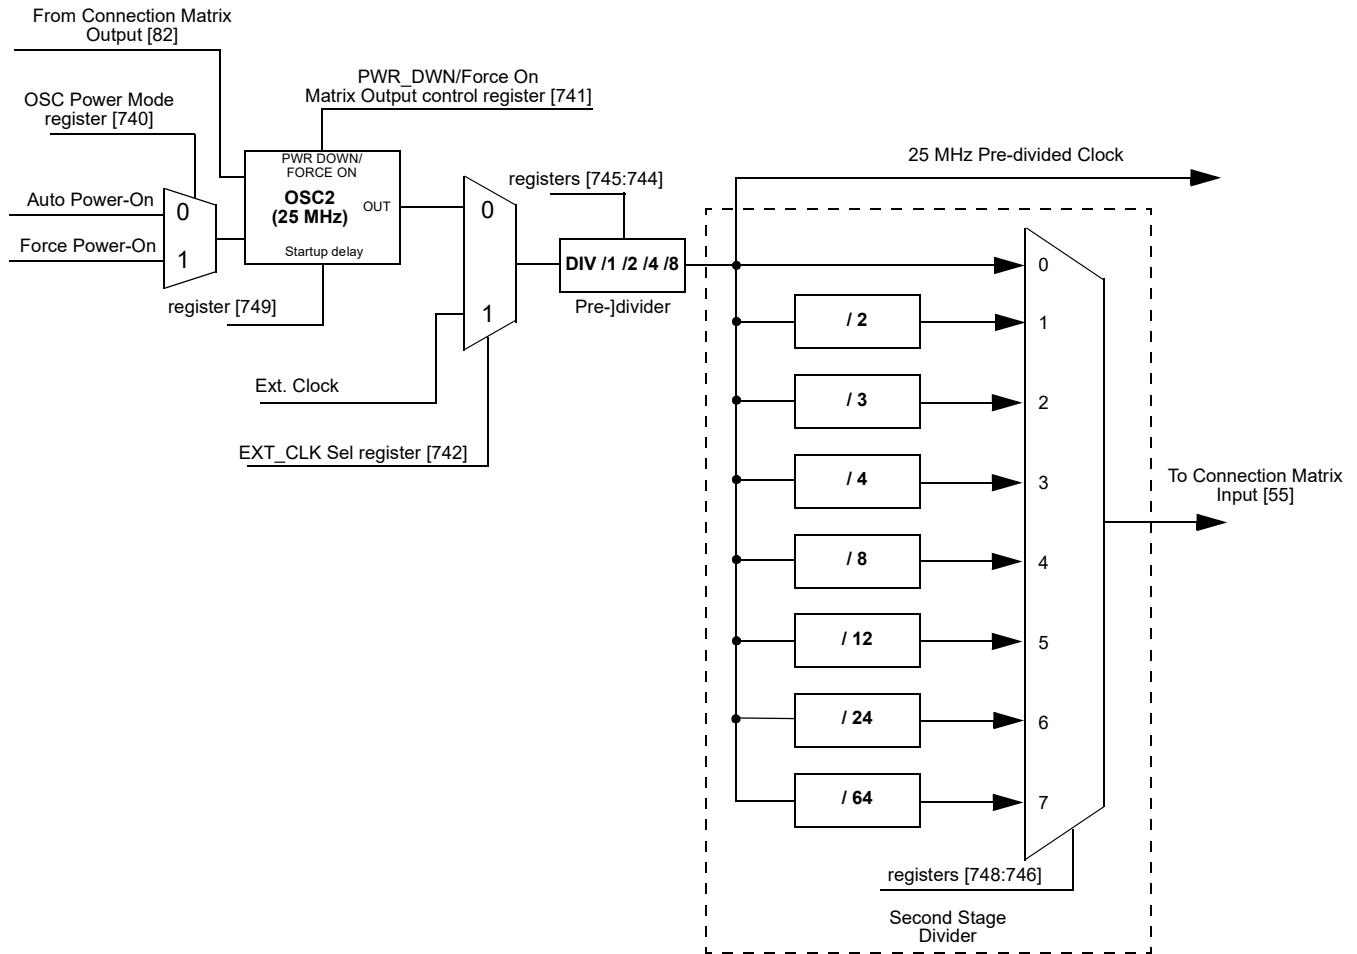 From Connection Matrix
Output [82]
PWR_DWN/Force On
Matrix Output control register [741]
OSC Power Mode
register [740]
PWR DOWN/
FORCE ON
OSC2
(25 MHz)
OUT
Startup delay
Auto Power-On
0
Force Power-On
1
register [749]
0
1
Ext. Clock
EXT_CLK Sel register [742]
registers [745:744]
DIV /1 /2 /4 /8
Pre-]divider
25 MHz Pre-divided Clock
0
/ 2
1
/ 3
2
/ 4
3
/ 8
4
/ 12
5
/ 24
6
/ 64
7
To Connection Matrix
Input [55]
registers [748:746]
Second Stage
Divider